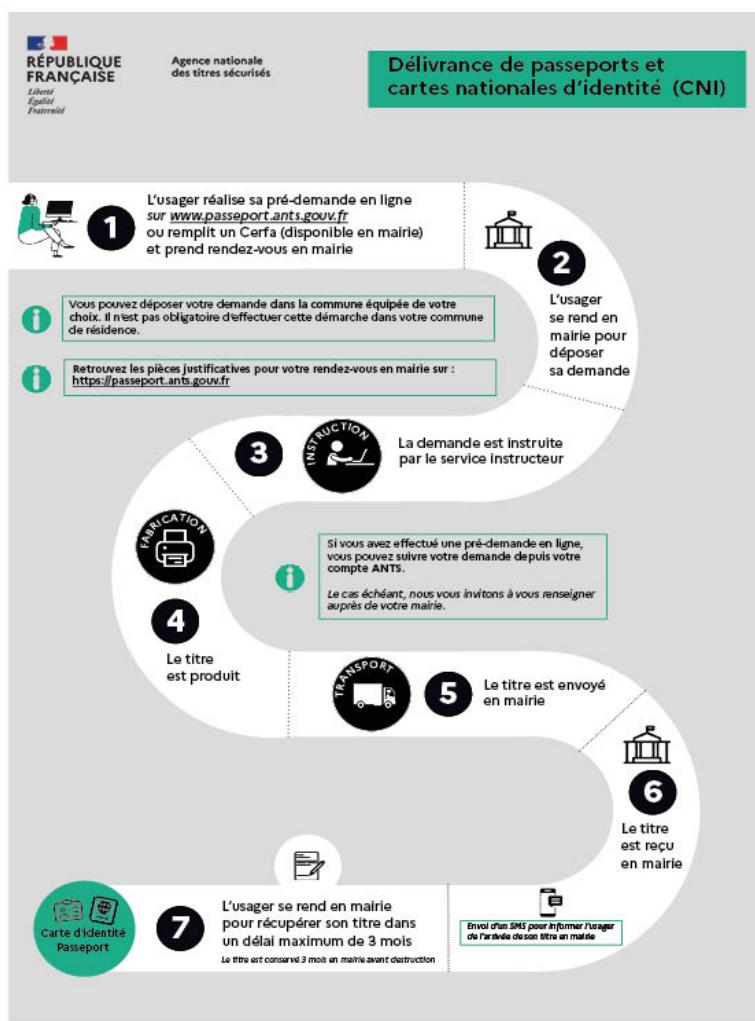 RÉPUBLIQUE
FRANÇAISE
Liberté
Égalité
Fraternité
Agence nationale
des titres sécurisés
Délivrance de passeports et
cartes nationales d'identité (CNI)
1
L'usager réalise sa pré-demande en ligne
sur www.passeport.ants.gouv.fr
ou remplit un Cerfa (disponible en mairie)
et prend rendez-vous en mairie
2
L'usager
se rend en
mairie pour
déposer
sa demande
Vous pouvez déposer votre demande dans la commune équipée de votre
choix. Il n'est pas obligatoire d'effectuer cette démarche dans votre commune
de résidence.
Retrouvez les pièces justificatives pour votre rendez-vous en mairie sur :
https://passeport.ants.gouv.fr
3
INSTRUCTION
La demande est instruite
par le service instructeur
FABRICATION
4
Le titre
est produit
Si vous avez effectué une pré-demande en ligne,
vous pouvez suivre votre demande depuis votre
compte ANTS.
Le cas échéant, nous vous invitons à vous renseigner
auprès de votre mairie.
TRANSPORT
5
Le titre est envoyé
en mairie
6
Le titre
est reçu
en mairie
Envoi d'un SMS pour informer l'usager
de l'arrivée de son titre en mairie
7
L'usager se rend en mairie
pour récupérer son titre dans
un délai maximum de 3 mois
Le titre est conservé 3 mois en mairie avant destruction
Carte d'identité
Passeport